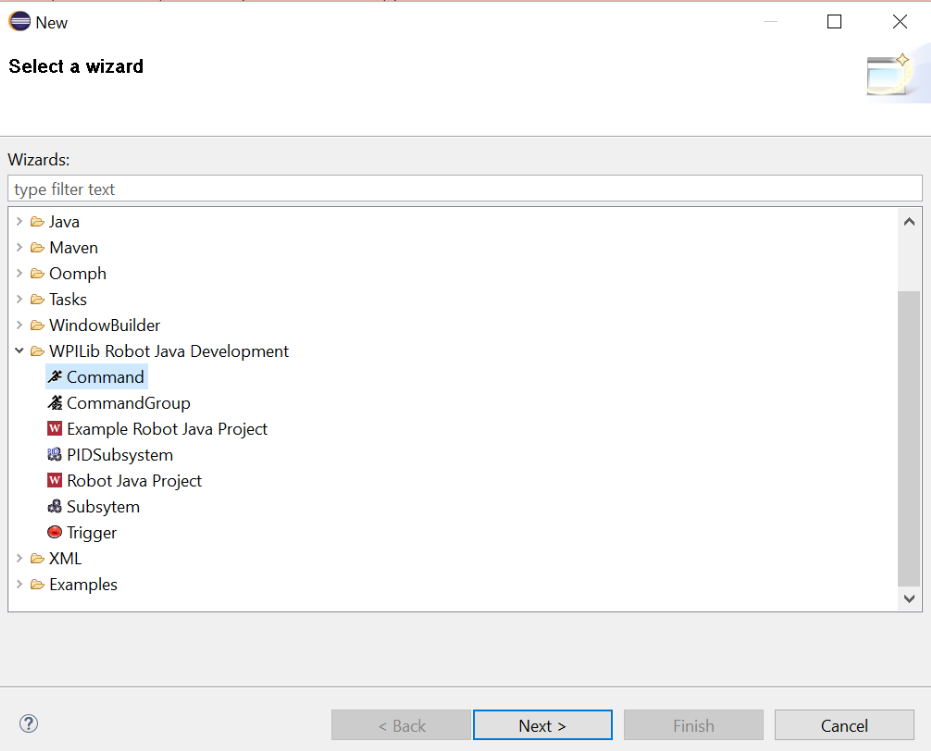 New
Select a wizard
Wizards:
type filter text
Java
Maven
Oomph
Tasks
WindowBuilder
WPILib Robot Java Development
Command
CommandGroup
W Example Robot Java Project
PIDSubsystem
W Robot Java Project
Subsytem
Trigger
XML
Examples
? < Back Next > Finish Cancel